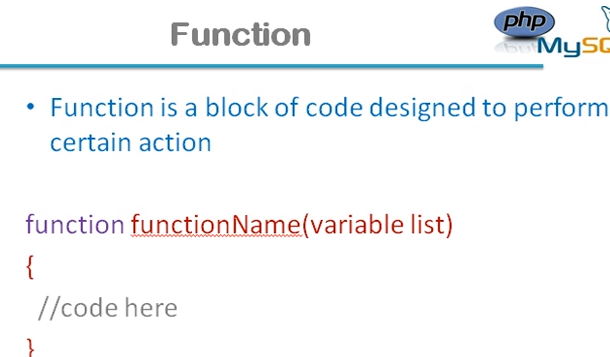 Function
php
MySQ
• Function is a block of code designed to perform
certain action
function functionName(variable list)
{
//code here
}